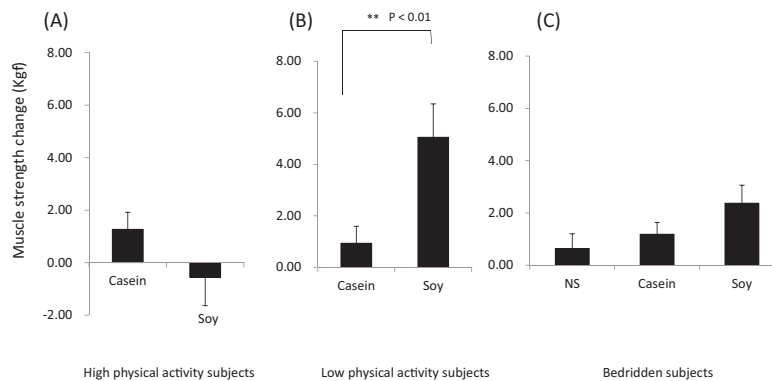 (A)
(B)
(C)
** P < 0.01
Muscle strength change (Kgf)
8.00
6.00
4.00
2.00
0.00
-2.00
Casein
Soy
8.00
6.00
4.00
2.00
0.00
Casein
Soy
8.00
6.00
4.00
2.00
0.00
NS
Casein
Soy
High physical activity subjects
Low physical activity subjects
Bedridden subjects